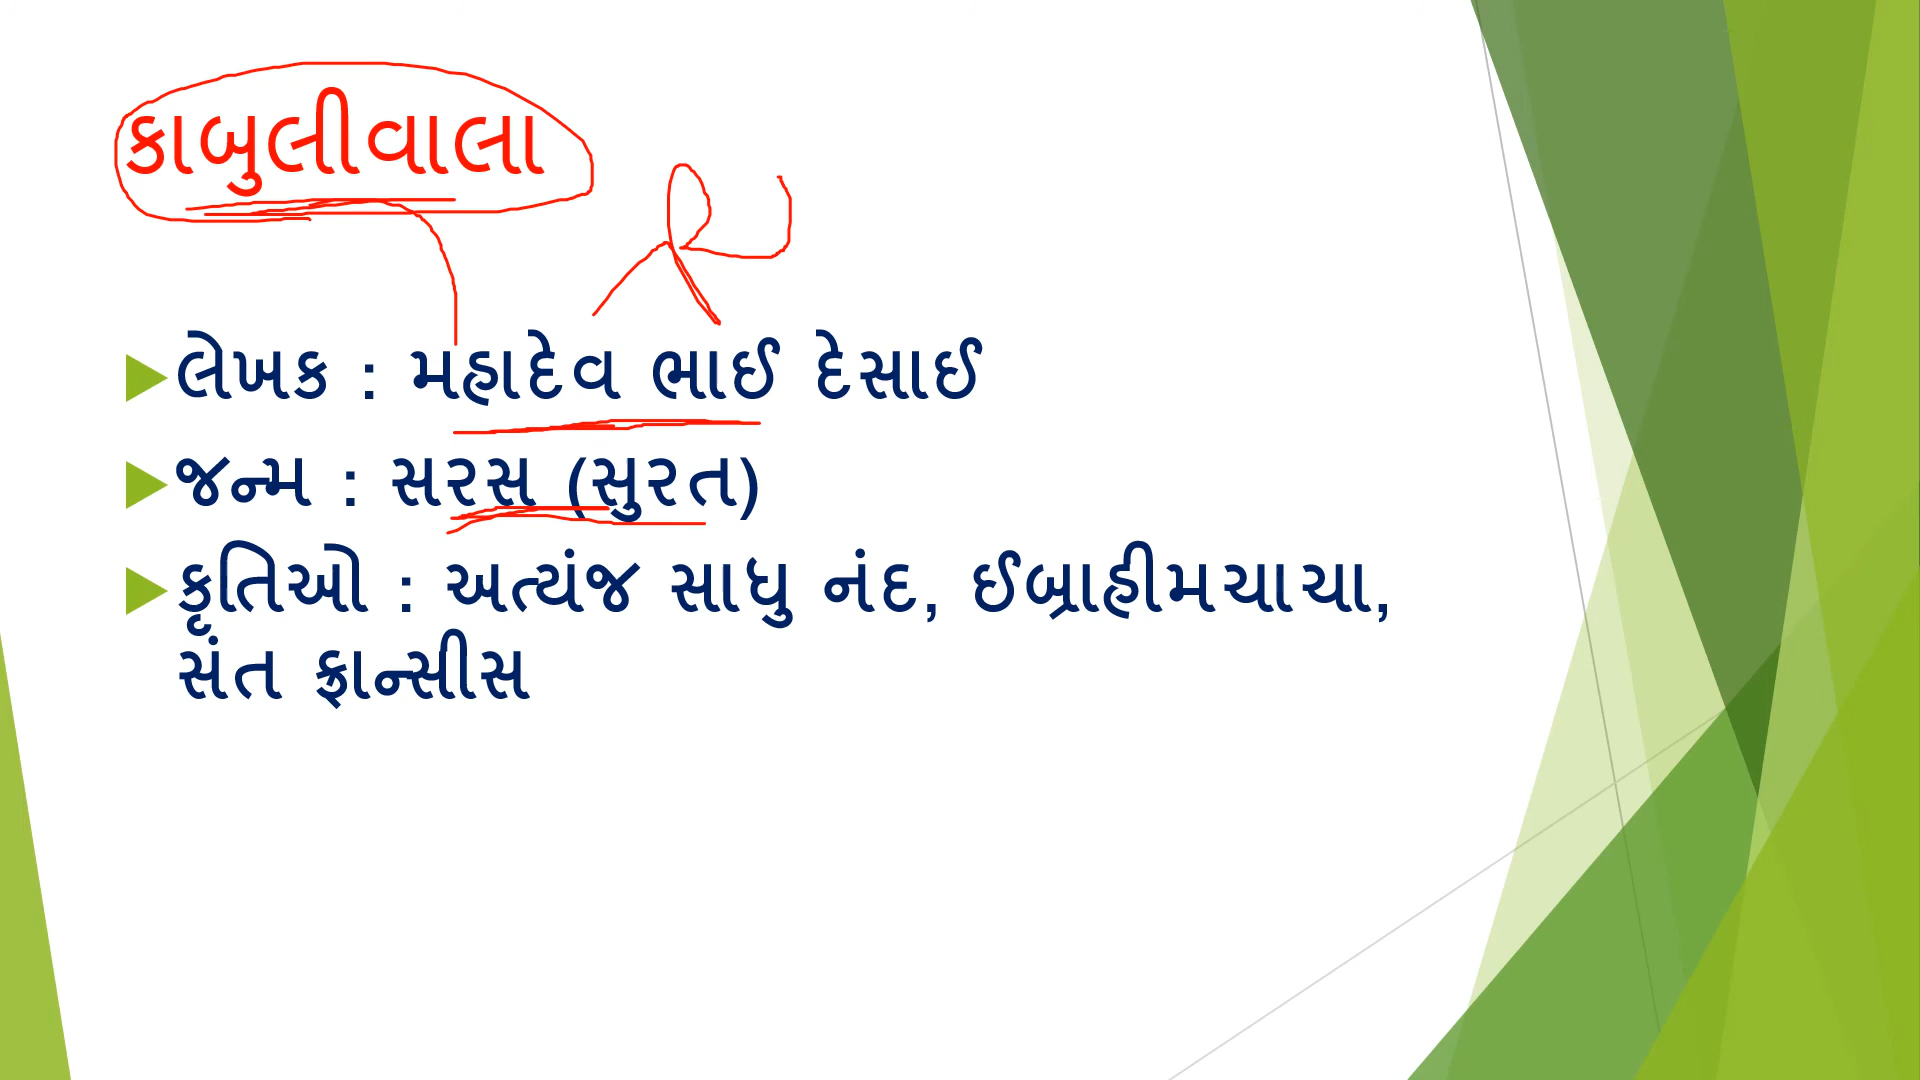 કાબુલીવાલા
લેખક : મહાદેવ ભાઈ દેસાઈ
જન્મ : સરસ (સુરત)
કૃતિઓ : અત્યંજ સાધુ નંદ, ઈબ્રાહીમચાચા,
સંત ફ્રાન્સીસ